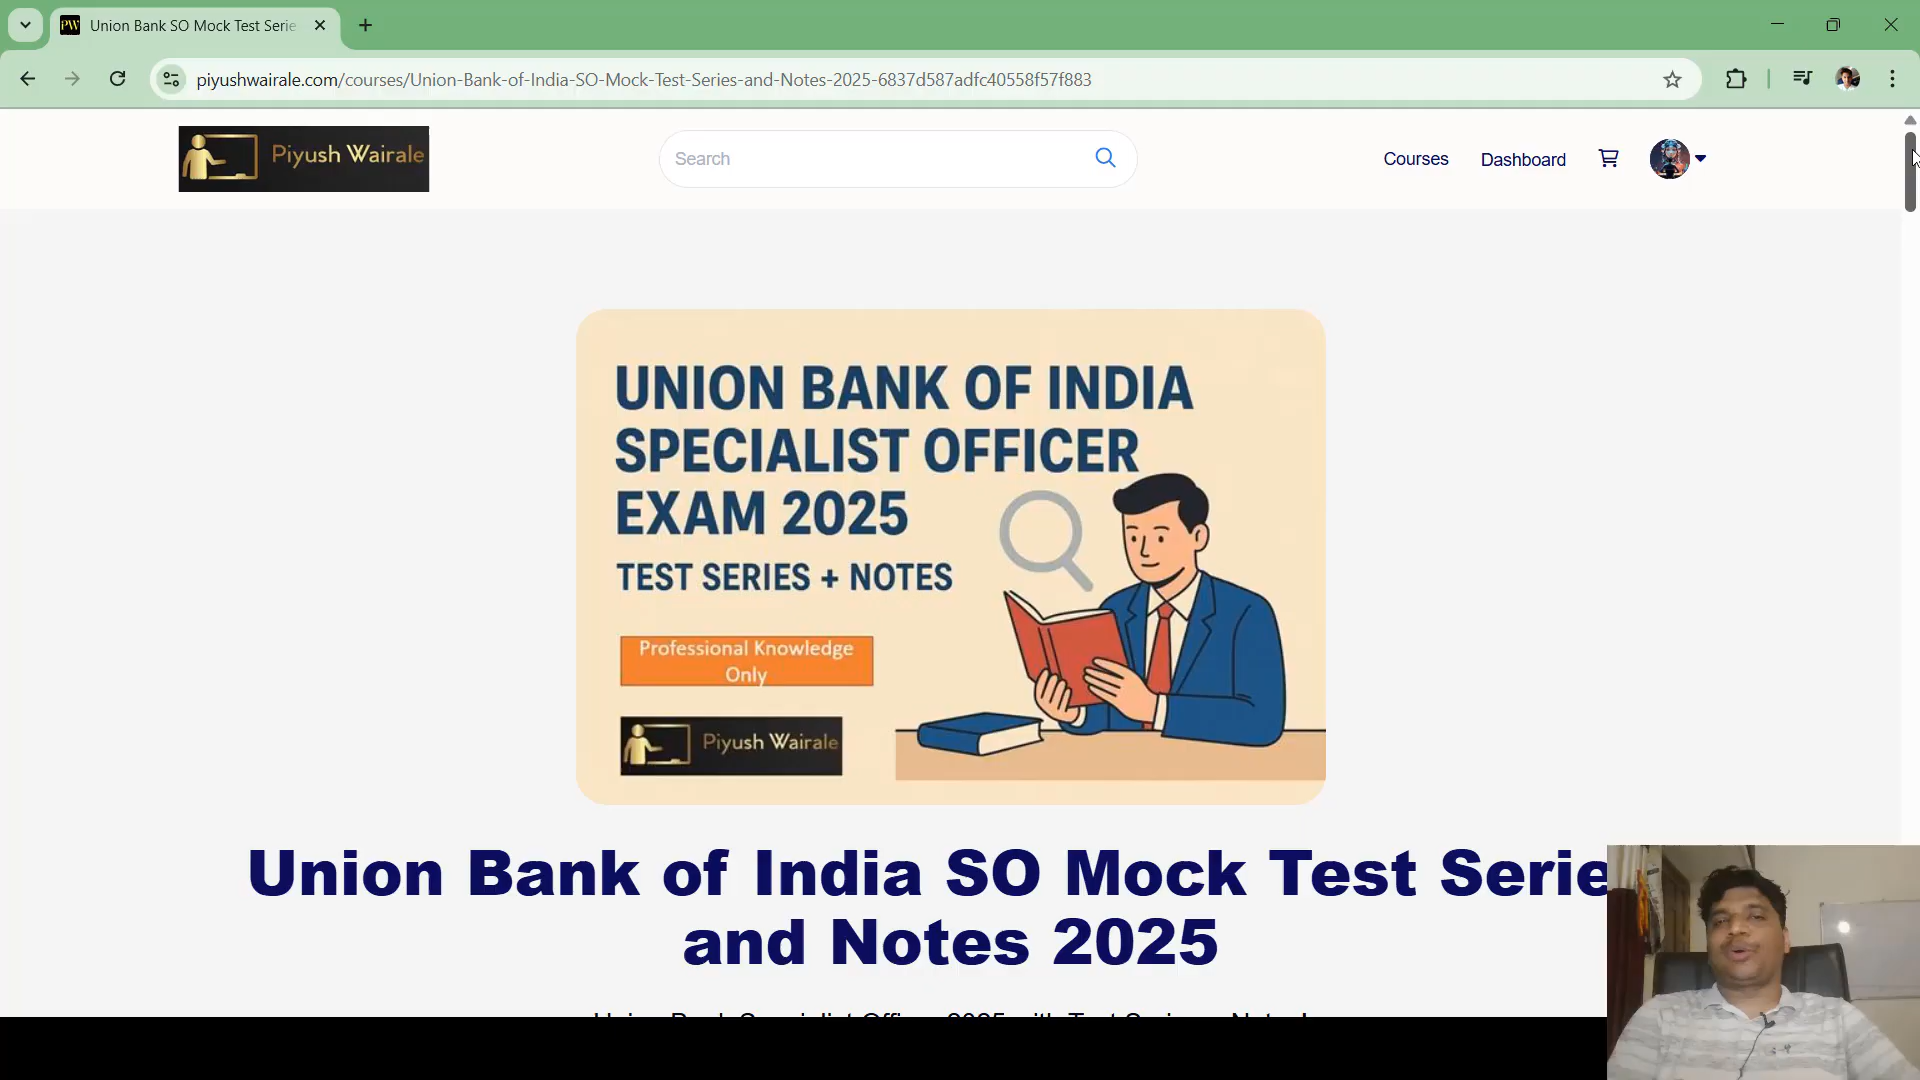 PW Union Bank SO Mock Test Serie
piyushwairale.com/courses/Union-Bank-of-India-SO-Mock-Test-Series-and-Notes-2025-6837d587adfc40558f57f883
Piyush Wairale
Search
Courses
Dashboard
UNION BANK OF INDIA
SPECIALIST OFFICER
EXAM 2025
TEST SERIES + NOTES
Professional Knowledge
Only
Piyush Wairale
Union Bank of India SO Mock Test Serie
and Notes 2025